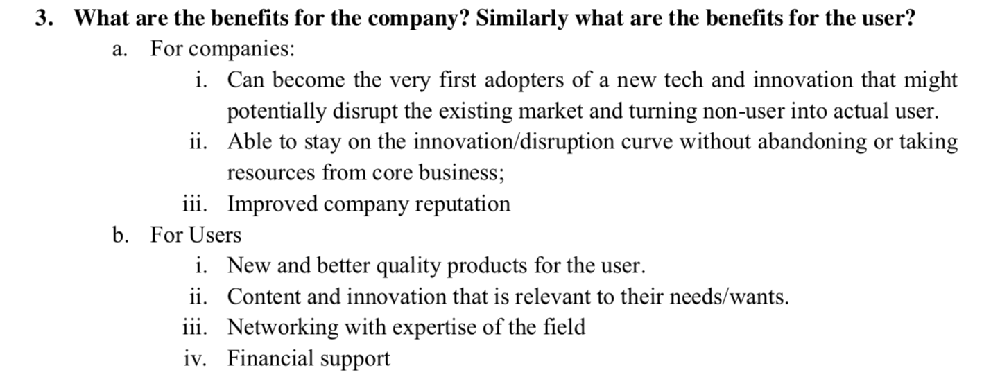 3. What are the benefits for the company? Similarly what are the benefits for the user?
a. For companies:
i. Can become the very first adopters of a new tech and innovation that might
potentially disrupt the existing market and turning non-user into actual user.
ii. Able to stay on the innovation/disruption curve without abandoning or taking
resources from core business;
iii. Improved company reputation
b. For Users
i. New and better quality products for the user.
ii. Content and innovation that is relevant to their needs/wants.
iii. Networking with expertise of the field
iv. Financial support